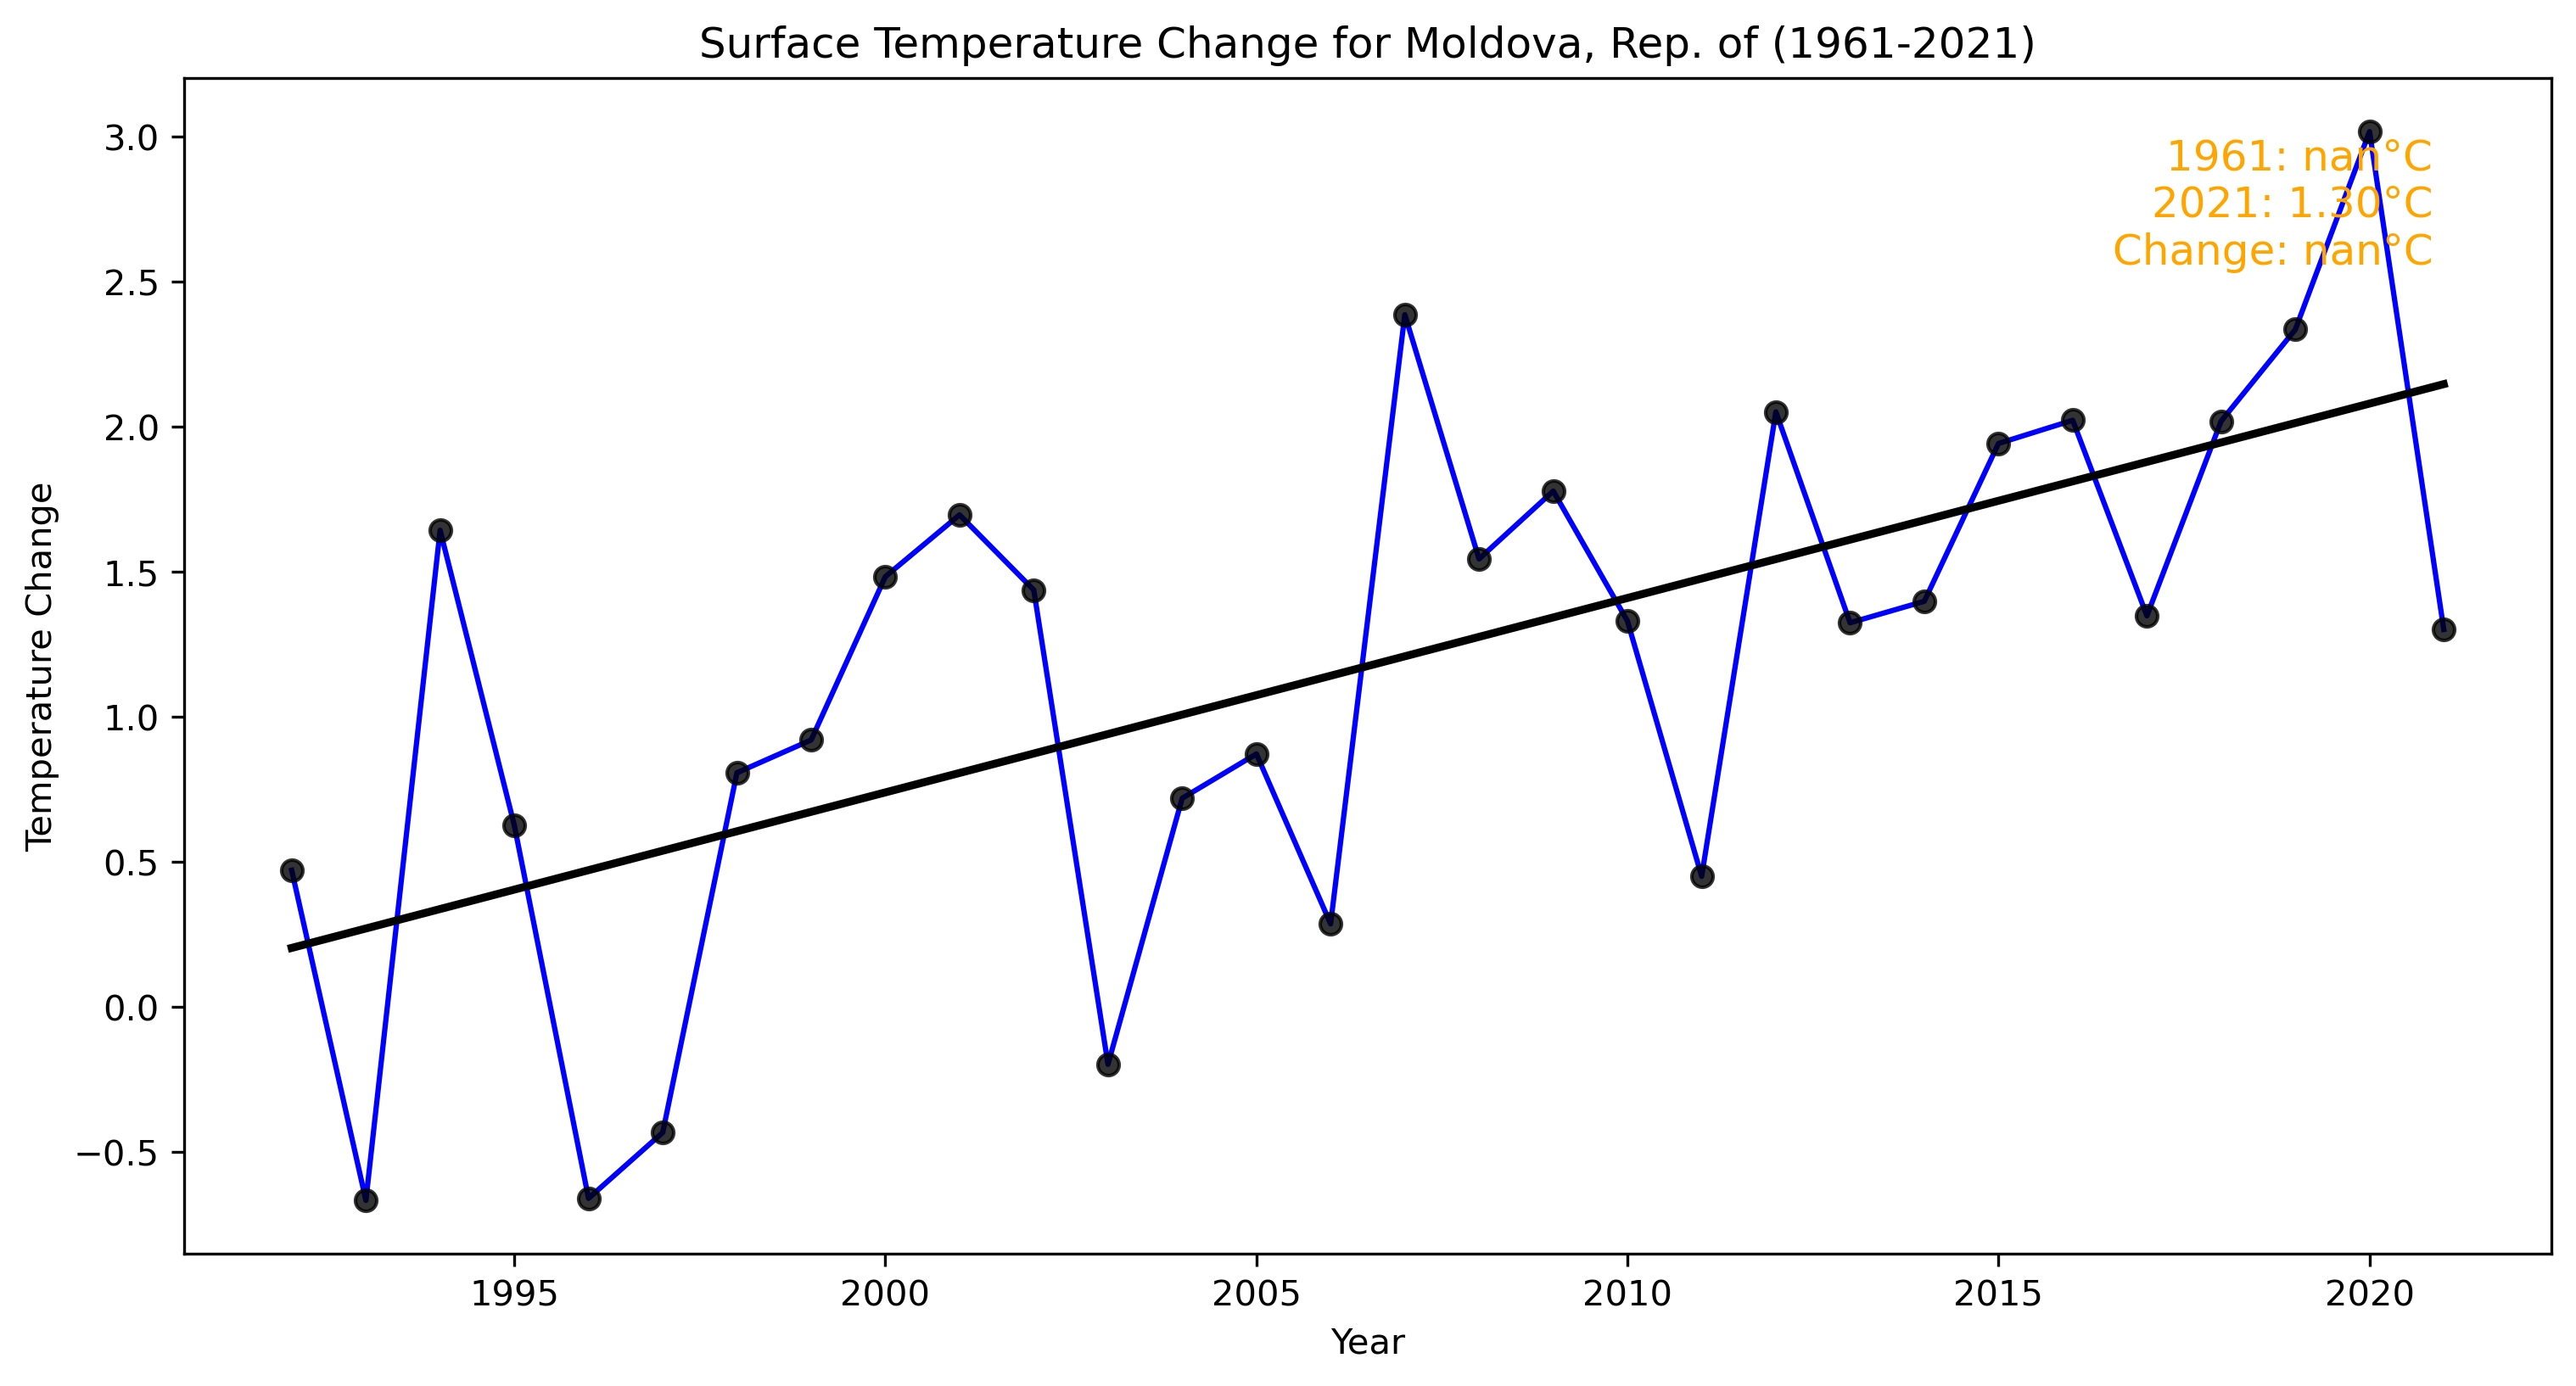 Surface Temperature Change for Moldova, Rep. of (1961-2021)
3.0
1961: nan°C
2021: 1.30°C
Change: nan°C
2.5
2.0
1.5
1.0
0.5
0.0
−0.5
Temperature Change
1995 2000 2005 2010 2015 2020
Year